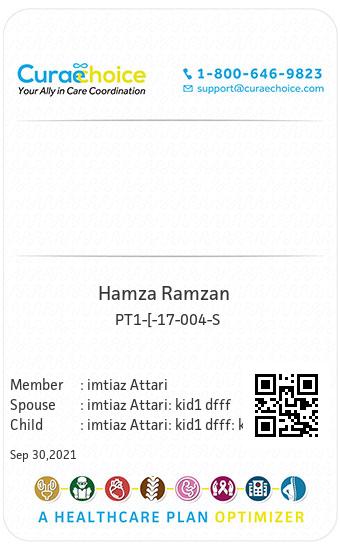 Curaechoice
Your Ally in Care Coordination
1-800-646-9823
support@curaechoice.com
Hamza Ramzan
PT1-[-17-004-S
Member : imtiaz Attari
Spouse : imtiaz Attari: kid1 dfff
Child : imtiaz Attari: kid1 dfff: k
Sep 30,2021
A HEALTHCARE PLAN OPTIMIZER